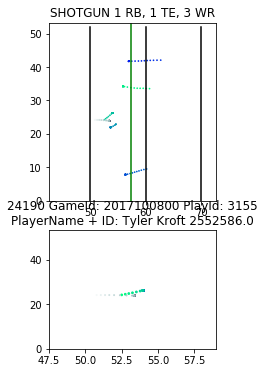 SHOTGUN 1 RB, 1 TE, 3 WR
50
40
30
20
10
0
50 60 70
24190 GameId: 2017100800 PlayId: 3155
PlayerName + ID: Tyler Kroft 2552586.0
40
20
0
47.5 50.0 52.5 55.0 57.5